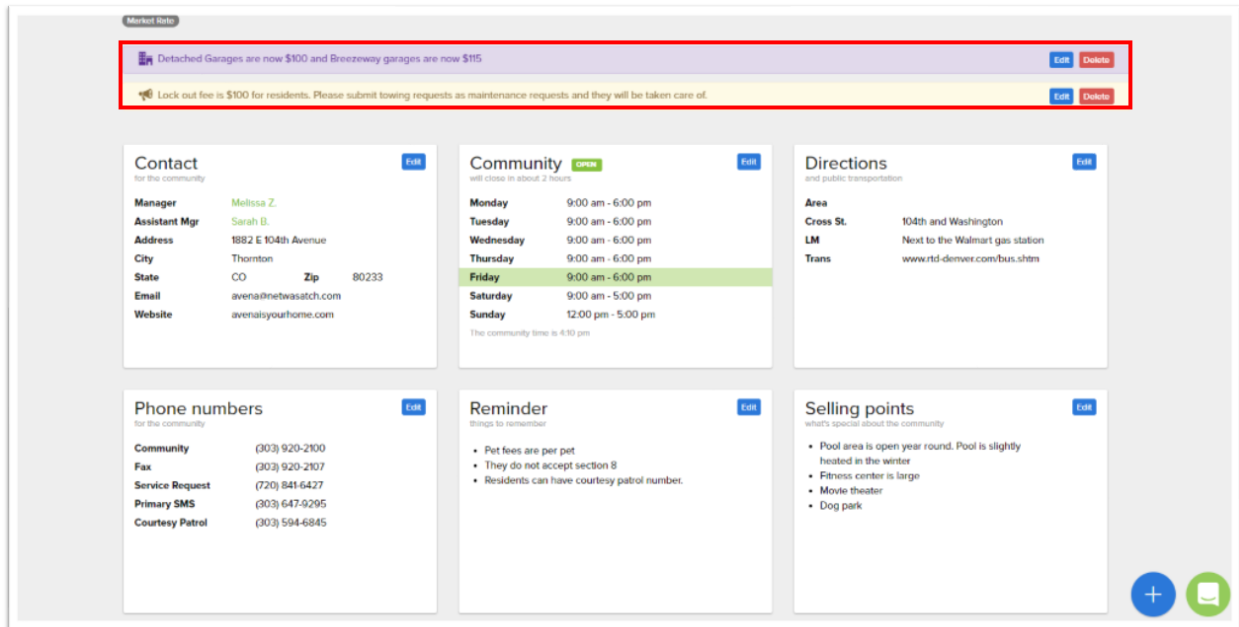 Market Rate
Detached Garages are now $100 and Breezeway garages are now $115
Edit Delete
Lock out fee is $100 for residents. Please submit towing requests as maintenance requests and they will be taken care of.
Edit Delete
Contact
Edit
for the community
Manager Melissa Z.
Assistant Mgr Sarah B.
Address 1882 E 104th Avenue
City Thornton
State CO Zip 80233
Email avena@netwasatch.com
Website avenaisyourhome.com
Community OPEN
Edit
will close in about 2 hours
Monday 9:00 am - 6:00 pm
Tuesday 9:00 am - 6:00 pm
Wednesday 9:00 am - 6:00 pm
Thursday 9:00 am - 6:00 pm
Friday 9:00 am - 6:00 pm
Saturday 9:00 am - 5:00 pm
Sunday 12:00 pm - 5:00 pm
The community time is 4:10 pm
Directions
Edit
and public transportation
Area
Cross St. 104th and Washington
LM Next to the Walmart gas station
Trans www.rtd-denver.com/bus.shtm
Phone numbers
Edit
for the community
Community (303) 920-2100
Fax (303) 920-2107
Service Request (720) 841-6427
Primary SMS (303) 647-9295
Courtesy Patrol (303) 594-6845
Reminder
Edit
things to remember
• Pet fees are per pet
• They do not accept section 8
• Residents can have courtesy patrol number.
Selling points
Edit
what's special about the community
• Pool area is open year round. Pool is slightly
heated in the winter
• Fitness center is large
• Movie theater
• Dog park